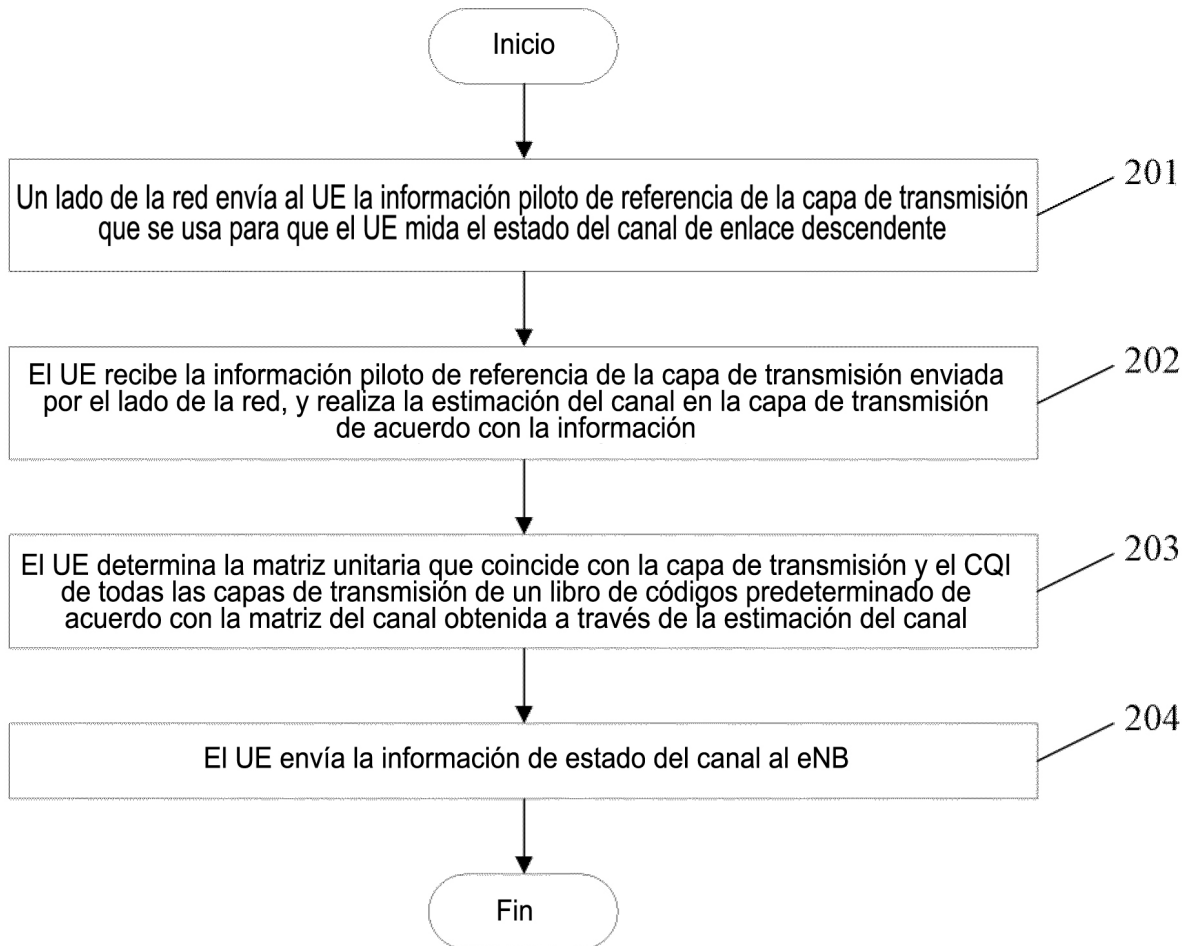 Inicio
Un lado de la red envía al UE la información piloto de referencia de la capa de transmisión
que se usa para que el UE mida el estado del canal de enlace descendente
201
El UE recibe la información piloto de referencia de la capa de transmisión enviada
por el lado de la red, y realiza la estimación del canal en la capa de transmisión
de acuerdo con la información
202
El UE determina la matriz unitaria que coincide con la capa de transmisión y el CQI
de todas las capas de transmisión de un libro de códigos predeterminado de
acuerdo con la matriz del canal obtenida a través de la estimación del canal
203
El UE envía la información de estado del canal al eNB
204
Fin